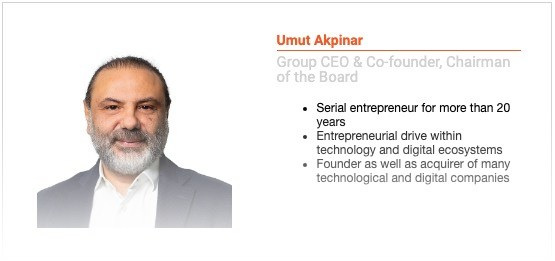 Umut Akpinar
Group CEO & Co-founder, Chairman
of the Board
Serial entrepreneur for more than 20
years
Entrepreneurial drive within
technology and digital ecosystems
Founder as well as acquirer of many
technological and digital companies